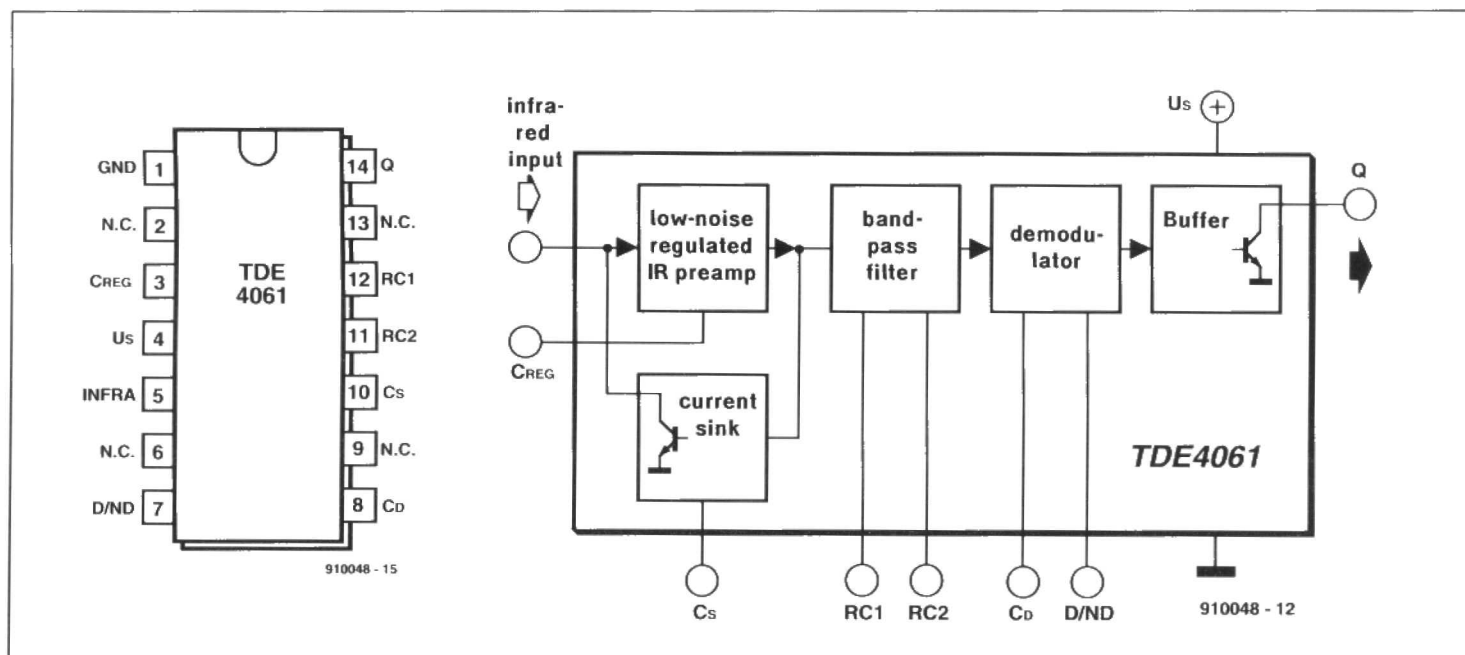 GND 1
N.C. 2
CREG 3
US 4
INFRA 5
N.C. 6
D/ND 7
TDE
4061
14 Q
13 N.C.
12 RC1
11 RC2
10 CS
9 N.C.
8 CD
910048 - 15
infra-
red
input
CREG
low-noise
regulated
IR preamp
current
sink
band-
pass
filter
demodu-
lator
Buffer
US
+
Q
TDE4061
CS
RC1
RC2
CD
D/ND
910048 - 12